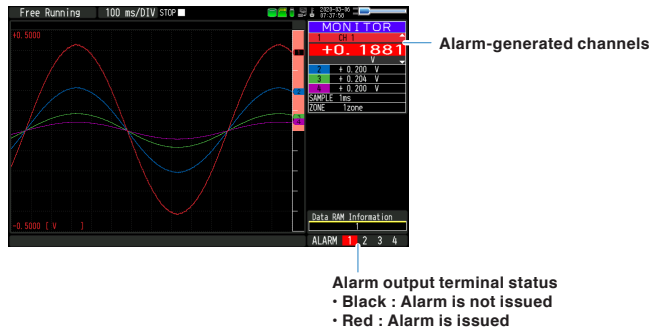 Free Running 100 ms/DIV STOP
2020-03-06
07:37:50
+0.5000
-0.5000 [ V ]
MONITOR
1 CH 1
+0. 1881
V
2 + 0.200 V
3 + 0.204 V
+ 0.200 V
SAMPLE 1ms
ZONE 1zone
Data RAM Information
1
ALARM 1 2 3 4
Alarm-generated channels
Alarm output terminal status
・Black : Alarm is not issued
・Red : Alarm is issued